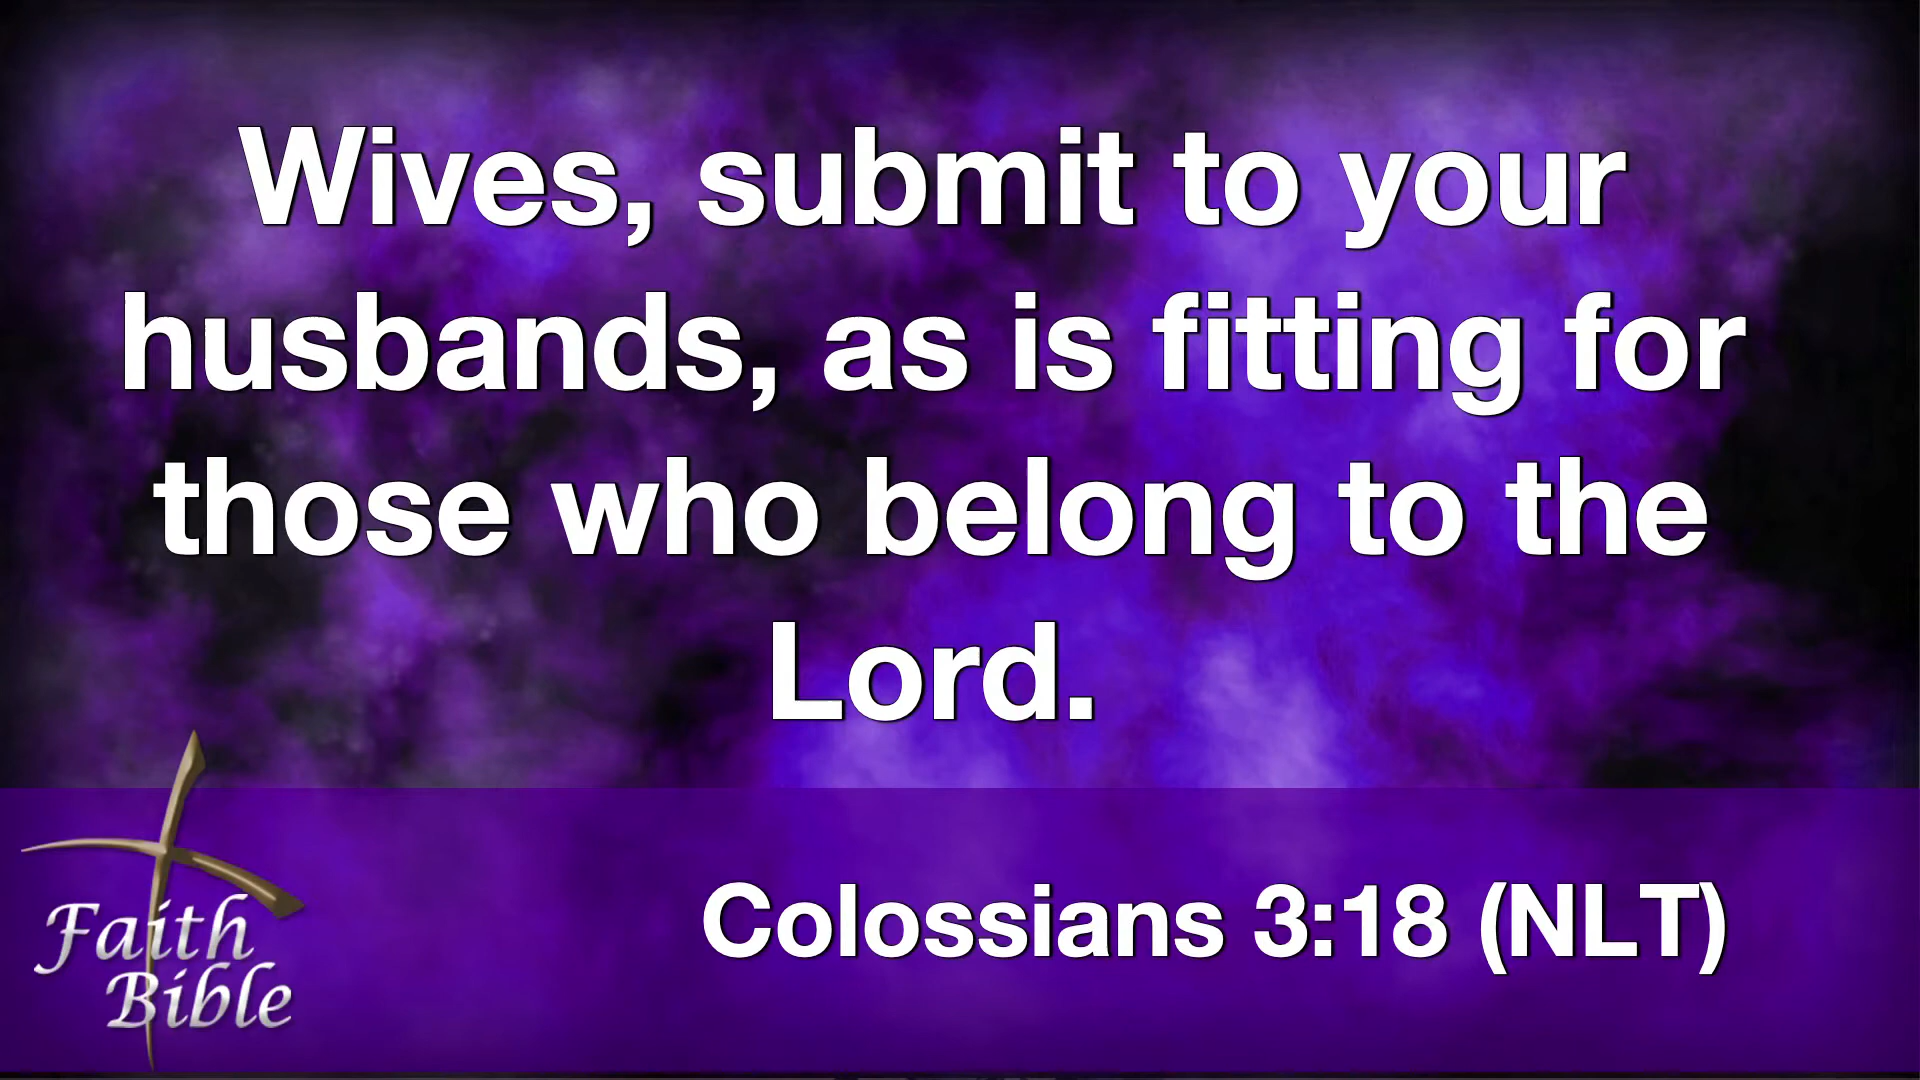 Wives, submit to your
husbands, as is fitting for
those who belong to the
Lord.
Colossians 3:18 (NLT)
Faith
Bible